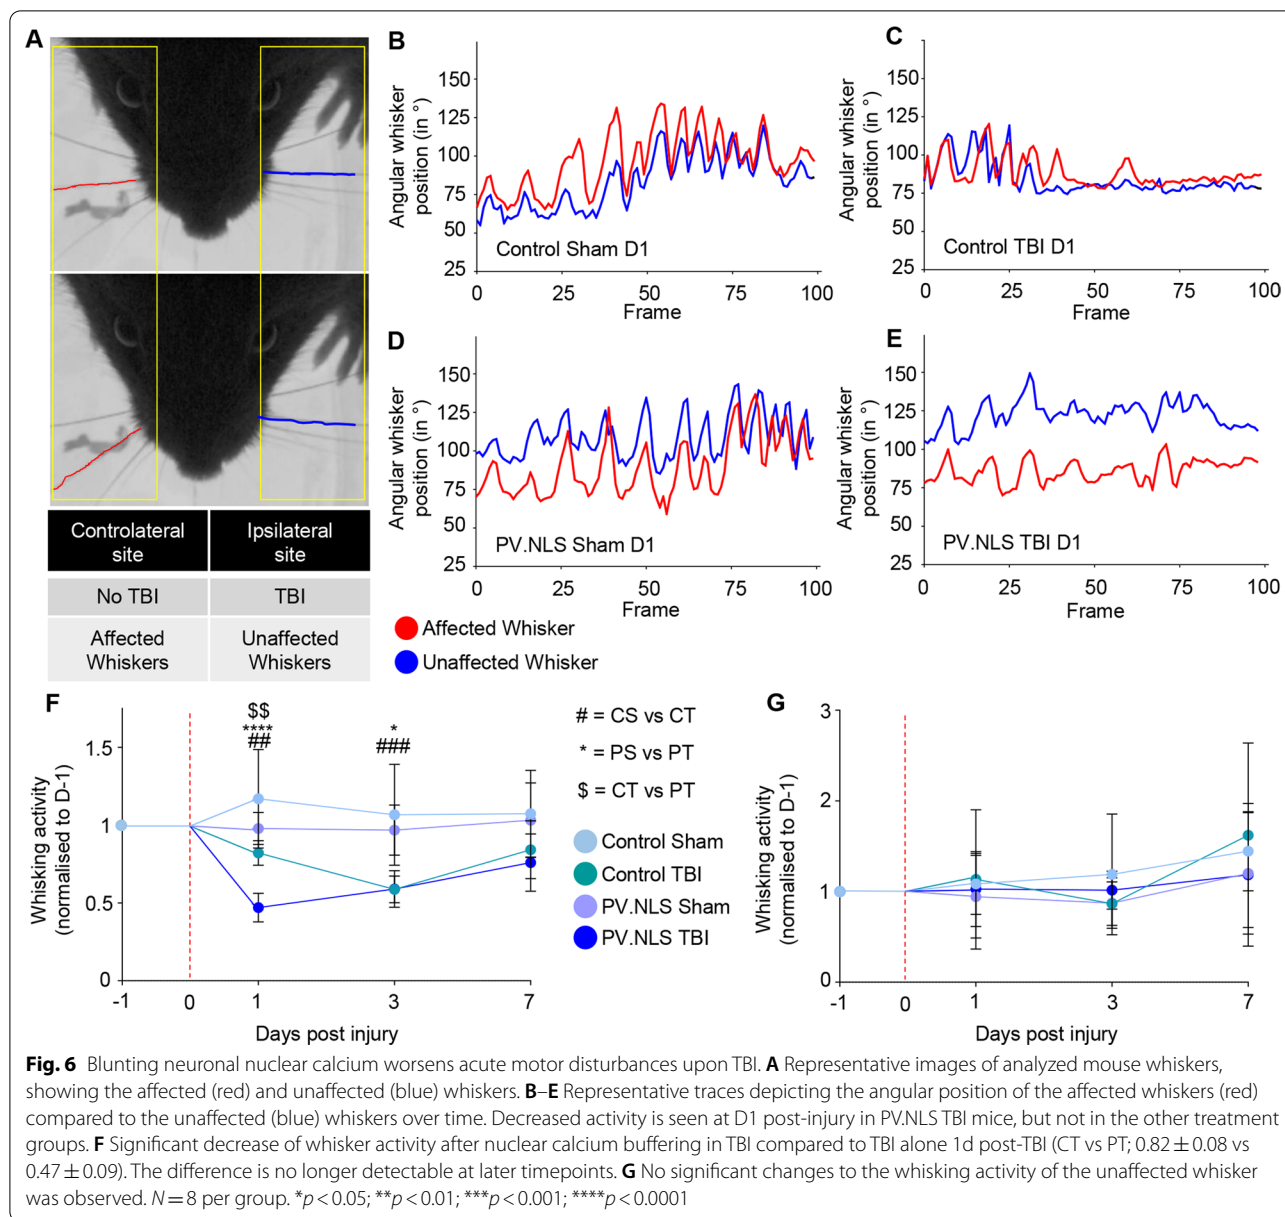 A
Controlateral
site
Ipsilateral
site
No TBI
TBI
Affected
Whiskers
Unaffected
Whiskers
B
Angular whisker
position (in °)
150
125
100
75
50
25
Control Sham D1
0
25
50
75
100
Frame
C
Angular whisker
position (in °)
150
125
100
75
50
25
Control TBI D1
0
25
50
75
100
Frame
D
Angular whisker
position (in °)
150
125
100
75
50
25
PV.NLS Sham D1
0
25
50
75
100
Frame
E
Angular whisker
position (in °)
150
125
100
75
50
25
PV.NLS TBI D1
0
25
50
75
100
Frame
Affected Whisker
Unaffected Whisker
F
Whisking activity
(normalised to D-1)
1.5
1
0.5
0
$$
****
##
*
###
-1
0
1
3
7
Days post injury
# = CS vs CT
* = PS vs PT
$ = CT vs PT
Control Sham
Control TBI
PV.NLS Sham
PV.NLS TBI
G
Whisking activity
(normalised to D-1)
3
2
1
0
-1
0
1
3
7
Days post injury
Fig. 6 Blunting neuronal nuclear calcium worsens acute motor disturbances upon TBI. A Representative images of analyzed mouse whiskers,
showing the affected (red) and unaffected (blue) whiskers. B–E Representative traces depicting the angular position of the affected whiskers (red)
compared to the unaffected (blue) whiskers over time. Decreased activity is seen at D1 post-injury in PV.NLS TBI mice, but not in the other treatment
groups. F Significant decrease of whisker activity after nuclear calcium buffering in TBI compared to TBI alone 1d post-TBI (CT vs PT; 0.82 ± 0.08 vs
0.47 ± 0.09). The difference is no longer detectable at later timepoints. G No significant changes to the whisking activity of the unaffected whisker
was observed. N = 8 per group. *p < 0.05; **p < 0.01; ***p < 0.001; ****p < 0.0001